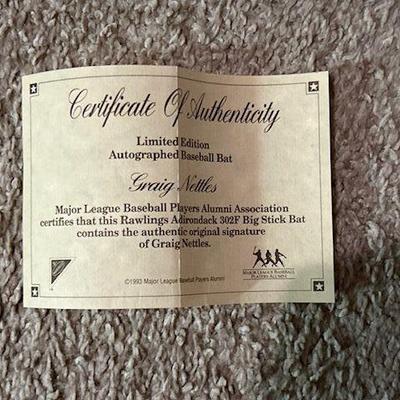 Certificate Of Authenticity
Limited Edition
Autographed Baseball Bat
Graig Nettles
Major League Baseball Players Alumni Association
certifies that this Rawlings Adirondack 302F Big Stick Bat
contains the authentic original signature
of Graig Nettles.
©1993 Major League Baseball Players Alumni
MAJOR LEAGUE BASEBALL
PLAYERS ALUMNI